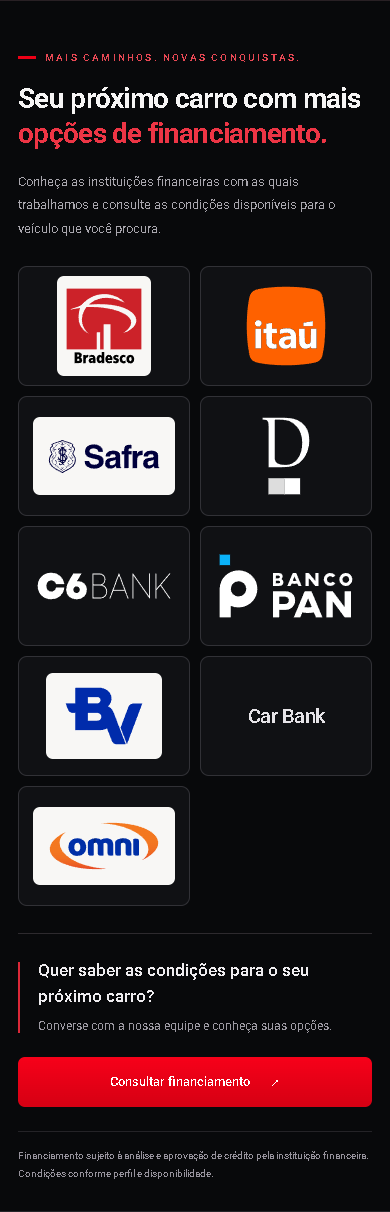 MAIS CAMINHOS. NOVAS CONQUISTAS.
Seu próximo carro com mais
opções de financiamento.
Conheça as instituições financeiras com as quais
trabalhamos e consulte as condições disponíveis para o
veículo que você procura.
Bradesco
itaú
Safra
D
C6 BANK
BANCO
PAN
BV
Car Bank
omni
Quer saber as condições para o seu
próximo carro?
Converse com a nossa equipe e conheça suas opções.
Consultar financiamento ↗
Financiamento sujeito à análise e aprovação de crédito pela instituição financeira.
Condições conforme perfil e disponibilidade.